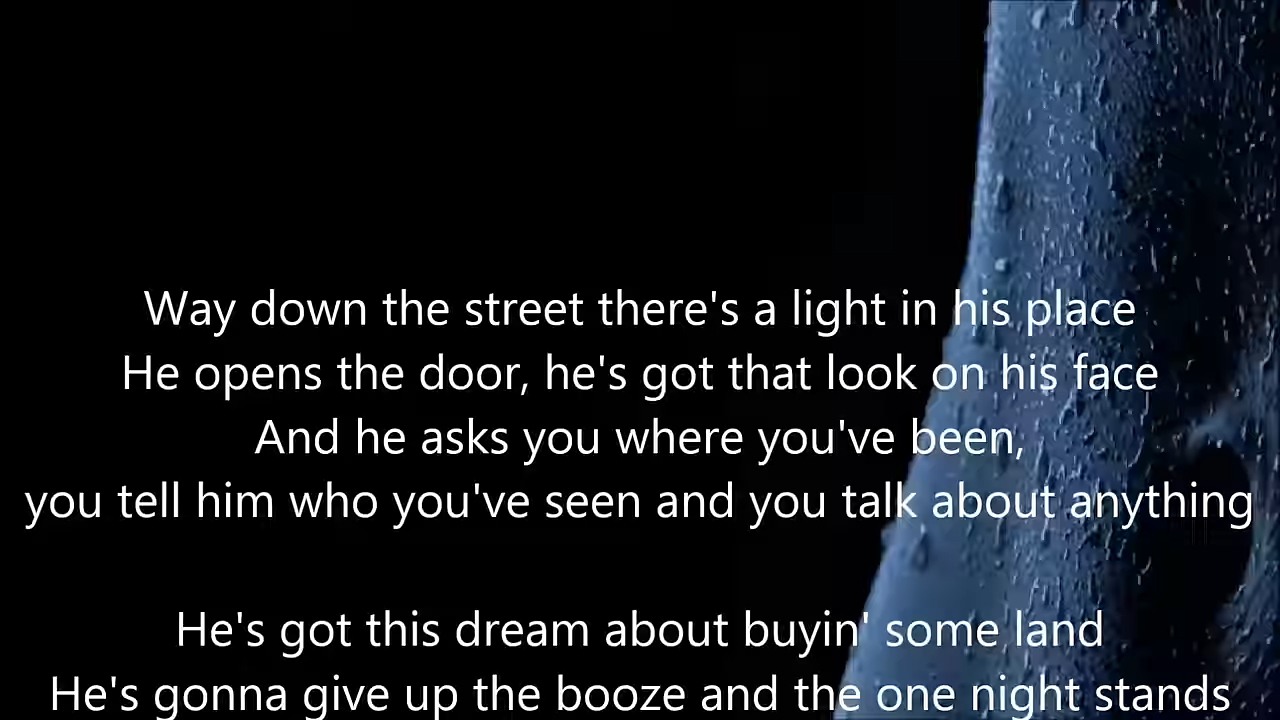 Way down the street there's a light in his place
He opens the door, he's got that look on his face
And he asks you where you've been,
you tell him who you've seen and you talk about anything
He's got this dream about buyin' some land
He's gonna give up the booze and the one night stands